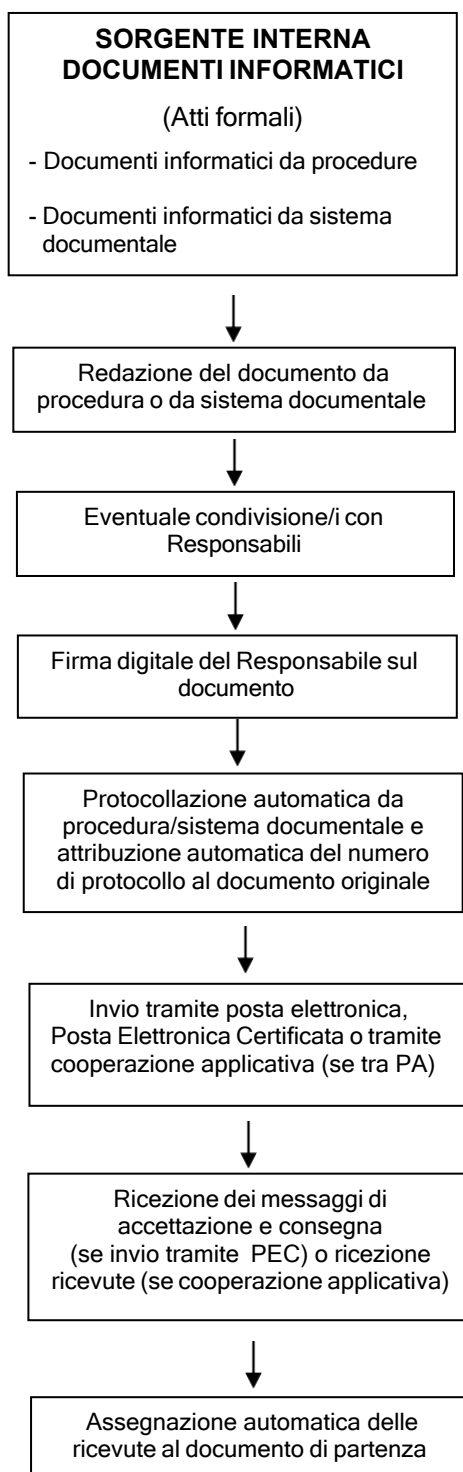 SORGENTE INTERNA
DOCUMENTI INFORMATICI
(Atti formali)
- Documenti informatici da procedure
- Documenti informatici da sistema
documentale
Redazione del documento da
procedura o da sistema documentale
Eventuale condivisione/i con
Responsabili
Firma digitale del Responsabile sul
documento
Protocollazione automatica da
procedura/sistema documentale e
attribuzione automatica del numero
di protocollo al documento originale
Invio tramite posta elettronica,
Posta Elettronica Certificata o tramite
cooperazione applicativa (se tra PA)
Ricezione dei messaggi di
accettazione e consegna
(se invio tramite PEC) o ricezione
ricevute (se cooperazione applicativa)
Assegnazione automatica delle
ricevute al documento di partenza